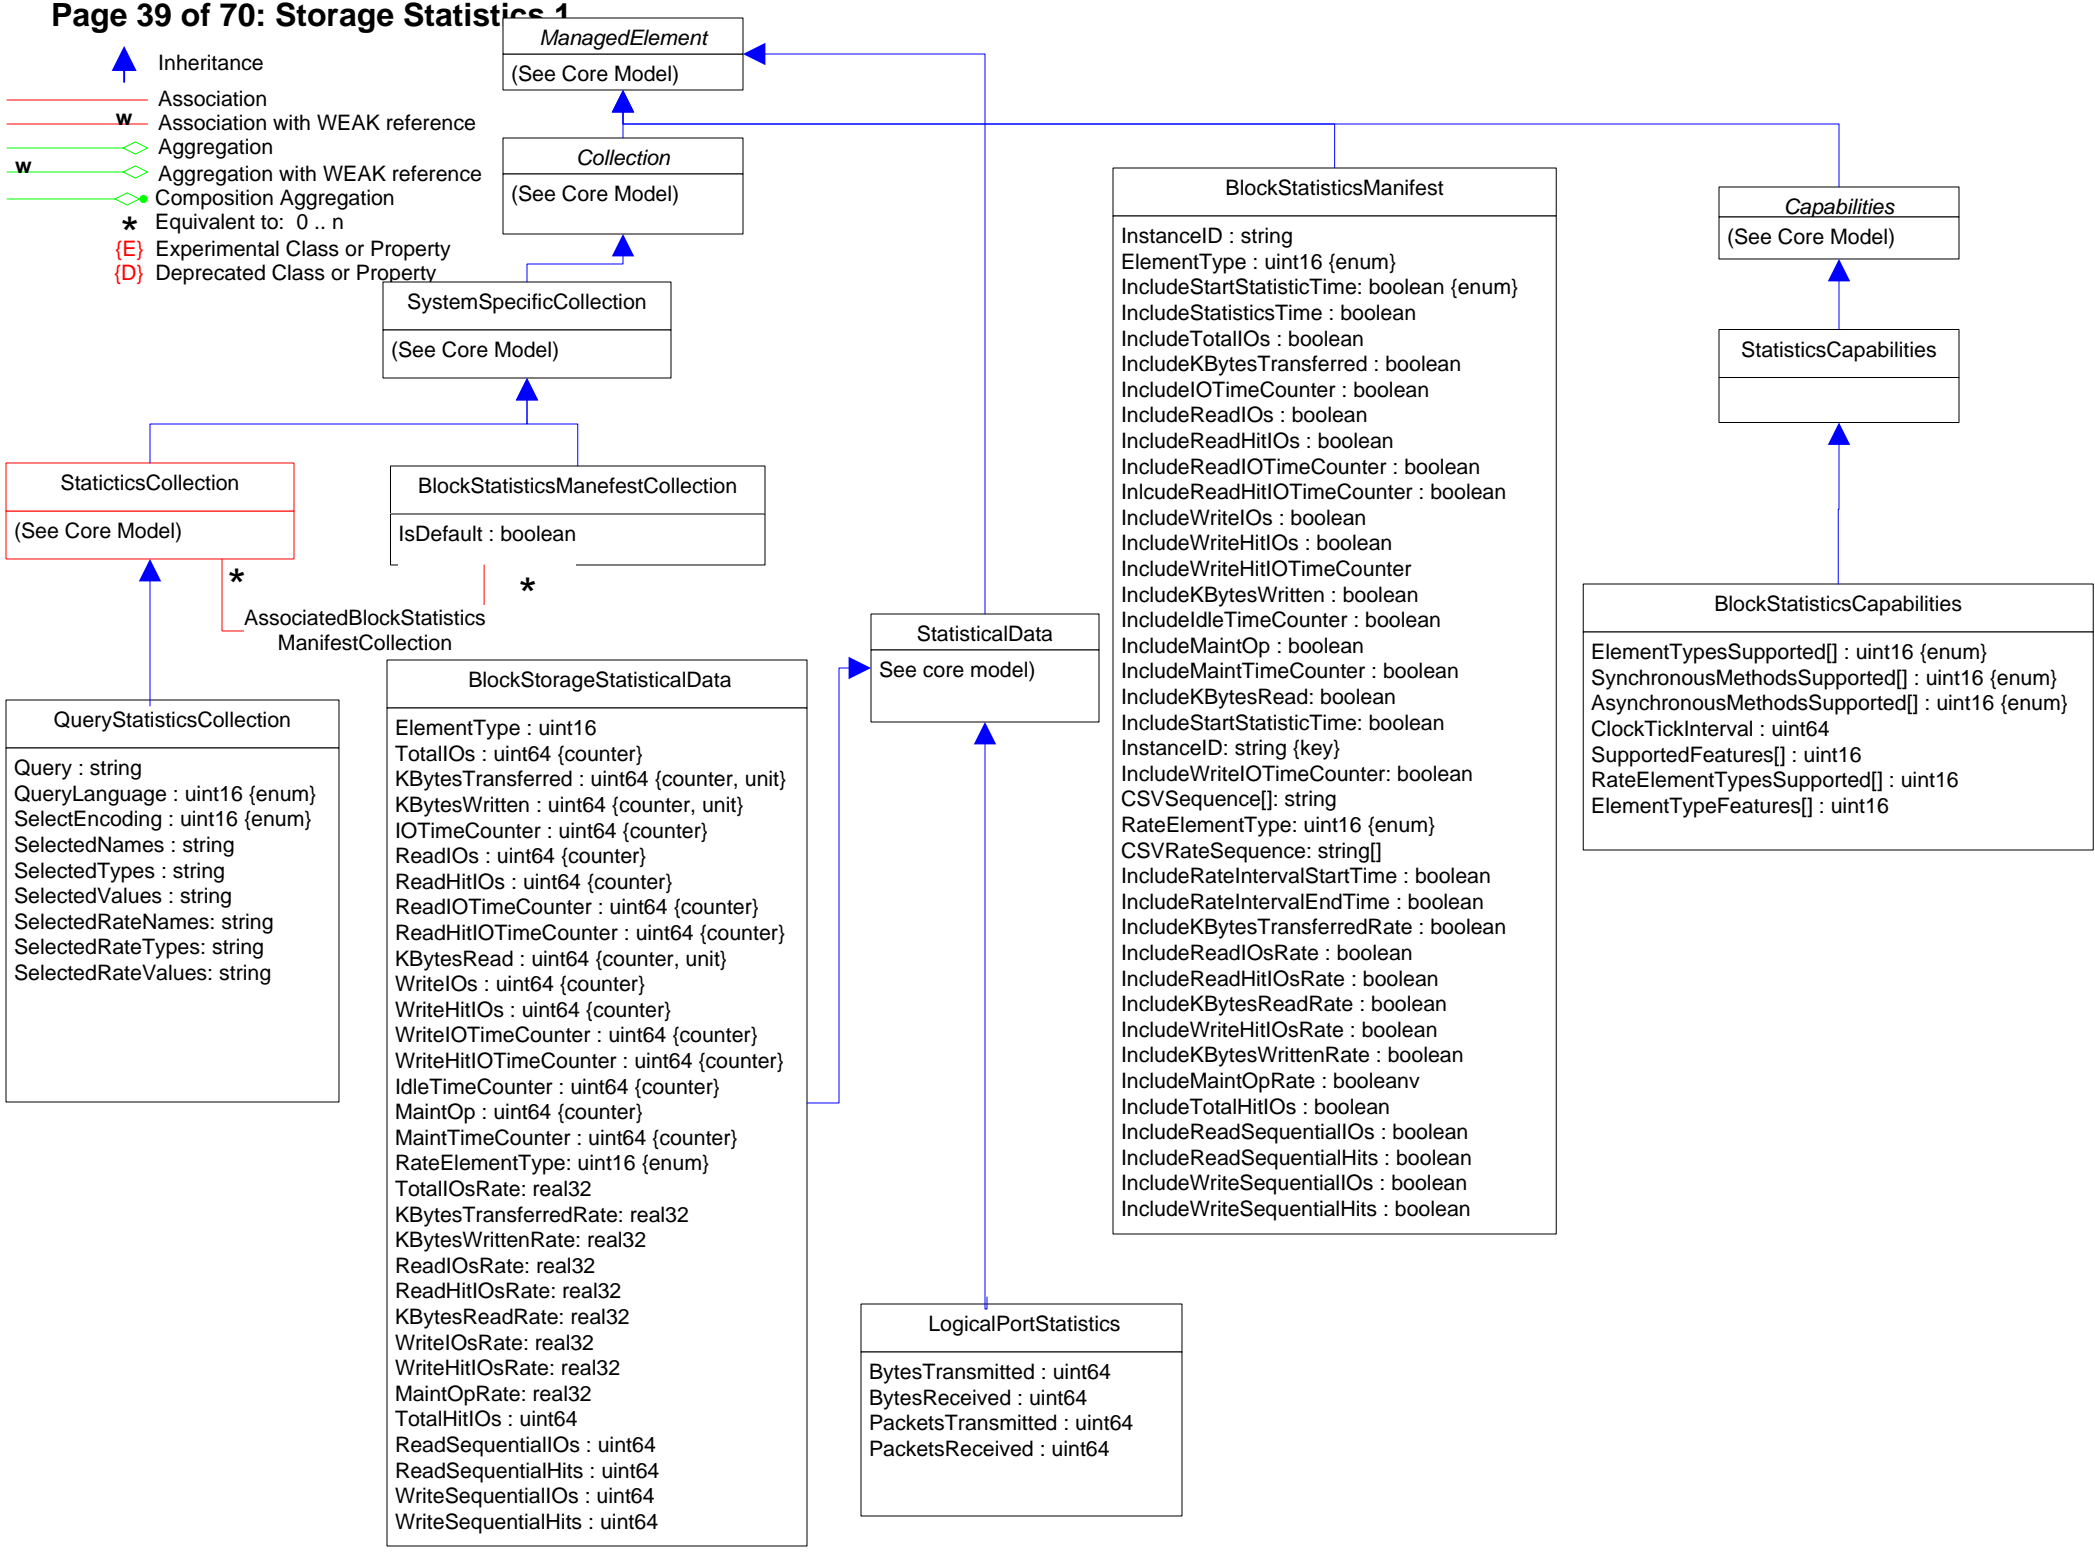 Page 39 of 70: Storage Statistics 1
Inheritance
Association
w
Association with WEAK reference
Aggregation
w
Aggregation with WEAK reference
Composition Aggregation
* Equivalent to: 0 .. n
{E} Experimental Class or Property
{D} Deprecated Class or Property
ManagedElement
(See Core Model)
Collection
(See Core Model)
SystemSpecificCollection
(See Core Model)
StaticticsCollection
(See Core Model)
BlockStatisticsManefestCollection
IsDefault : boolean
*
*
AssociatedBlockStatistics
ManifestCollection
QueryStatisticsCollection
Query : string
QueryLanguage : uint16 {enum}
SelectEncoding : uint16 {enum}
SelectedNames : string
SelectedTypes : string
SelectedValues : string
SelectedRateNames: string
SelectedRateTypes: string
SelectedRateValues: string
BlockStorageStatisticalData
ElementType : uint16
TotalIOs : uint64 {counter}
KBytesTransferred : uint64 {counter, unit}
KBytesWritten : uint64 {counter, unit}
IOTimeCounter : uint64 {counter}
ReadIOs : uint64 {counter}
ReadHitIOs : uint64 {counter}
ReadIOTimeCounter : uint64 {counter}
ReadHitIOTimeCounter : uint64 {counter}
KBytesRead : uint64 {counter, unit}
WriteIOs : uint64 {counter}
WriteHitIOs : uint64 {counter}
WriteIOTimeCounter : uint64 {counter}
WriteHitIOTimeCounter : uint64 {counter}
IdleTimeCounter : uint64 {counter}
MaintOp : uint64 {counter}
MaintTimeCounter : uint64 {counter}
RateElementType: uint16 {enum}
TotalIOsRate: real32
KBytesTransferredRate: real32
KBytesWrittenRate: real32
ReadIOsRate: real32
ReadHitIOsRate: real32
KBytesReadRate: real32
WriteIOsRate: real32
WriteHitIOsRate: real32
MaintOpRate: real32
TotalHitIOs : uint64
ReadSequentialIOs : uint64
ReadSequentialHits : uint64
WriteSequentialIOs : uint64
WriteSequentialHits : uint64
StatisticalData
See core model)
LogicalPortStatistics
BytesTransmitted : uint64
BytesReceived : uint64
PacketsTransmitted : uint64
PacketsReceived : uint64
BlockStatisticsManifest
InstanceID : string
ElementType : uint16 {enum}
IncludeStartStatisticTime: boolean {enum}
IncludeStatisticsTime : boolean
IncludeTotalIOs : boolean
IncludeKBytesTransferred : boolean
IncludeIOTimeCounter : boolean
IncludeReadIOs : boolean
IncludeReadHitIOs : boolean
IncludeReadIOTimeCounter : boolean
InlcudeReadHitIOTimeCounter : boolean
IncludeWriteIOs : boolean
IncludeWriteHitIOs : boolean
IncludeWriteHitIOTimeCounter
IncludeKBytesWritten : boolean
IncludeIdleTimeCounter : boolean
IncludeMaintOp : boolean
IncludeMaintTimeCounter : boolean
IncludeKBytesRead: boolean
IncludeStartStatisticTime: boolean
InstanceID: string {key}
IncludeWriteIOTimeCounter: boolean
CSVSequence[]: string
RateElementType: uint16 {enum}
CSVRateSequence: string[]
IncludeRateIntervalStartTime : boolean
IncludeRateIntervalEndTime : boolean
IncludeKBytesTransferredRate : boolean
IncludeReadIOsRate : boolean
IncludeReadHitIOsRate : boolean
IncludeKBytesReadRate : boolean
IncludeWriteHitIOsRate : boolean
IncludeKBytesWrittenRate : boolean
IncludeMaintOpRate : booleanv
IncludeTotalHitIOs : boolean
IncludeReadSequentialIOs : boolean
IncludeReadSequentialHits : boolean
IncludeWriteSequentialIOs : boolean
IncludeWriteSequentialHits : boolean
Capabilities
(See Core Model)
StatisticsCapabilities
BlockStatisticsCapabilities
ElementTypesSupported[] : uint16 {enum}
SynchronousMethodsSupported[] : uint16 {enum}
AsynchronousMethodsSupported[] : uint16 {enum}
ClockTickInterval : uint64
SupportedFeatures[] : uint16
RateElementTypesSupported[] : uint16
ElementTypeFeatures[] : uint16